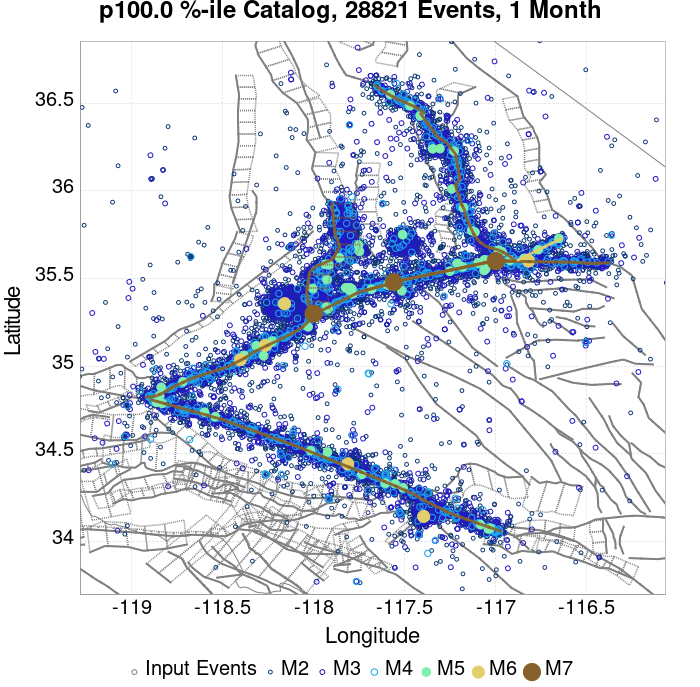 p100.0 %-ile Catalog, 28821 Events, 1 Month
36.5
36
35.5
35
34.5
34
Latitude
-119 -118.5 -118 -117.5 -117 -116.5
Longitude
Input Events M2 M3 M4 M5 M6 M7